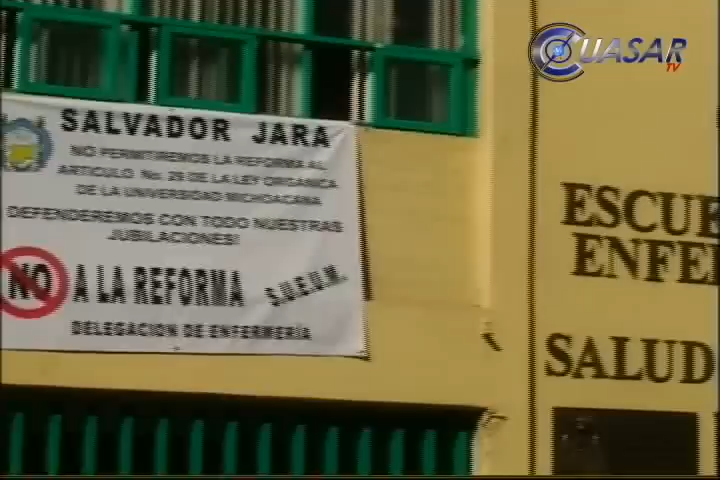 CUASAR
TV
SALVADOR JARA
NO PERMITIREMOS LA REFORMA AL
ARTICULO No. 29 DE LA LEY ORGANICA
DE LA UNIVERSIDAD MICHOACANA
DEFENDEREMOS CON TODO NUESTRAS
JUBILACIONES!
NO A LA REFORMA S.U.E.U.M.
DELEGACION DE ENFERMERÍA
ESCUE
ENFE
SALUD